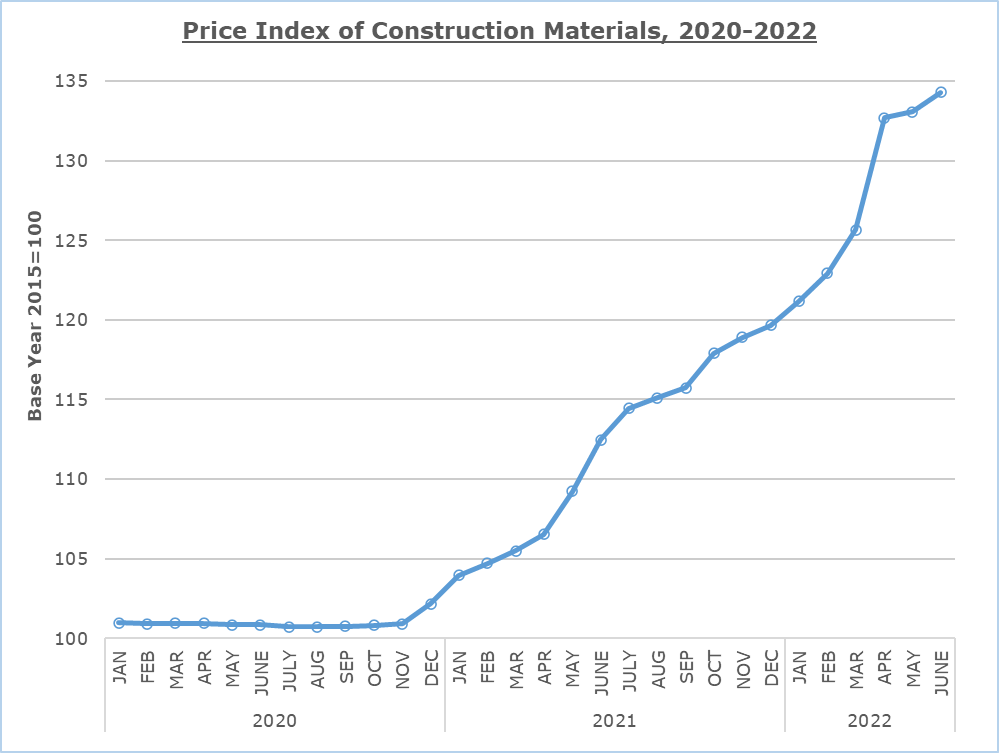 Price Index of Construction Materials, 2020-2022
Base Year 2015=100
135
130
125
120
115
110
105
100
JAN FEB MAR APR MAY JUNE JULY AUG SEP OCT NOV DEC JAN FEB MAR APR MAY JUNE JULY AUG SEP OCT NOV DEC JAN FEB MAR APR MAY JUNE
2020 2021 2022